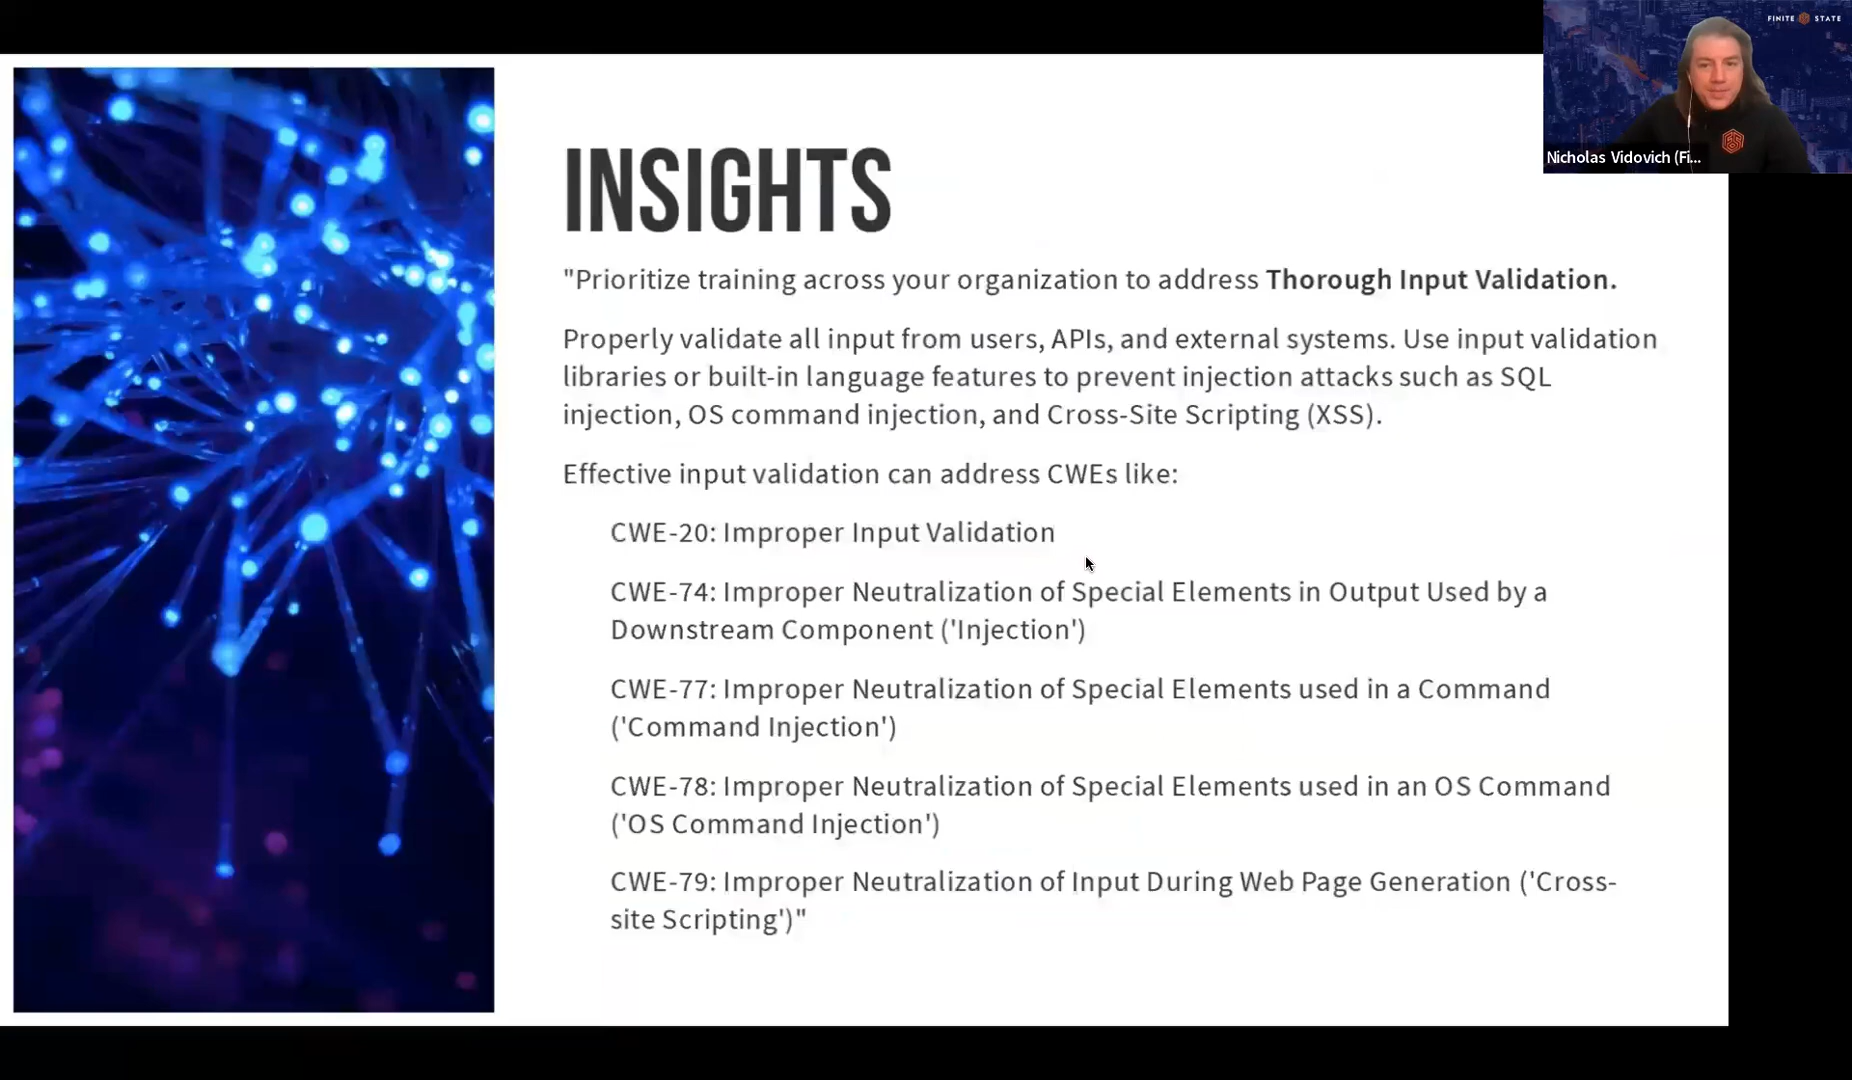 FINITE STATE
Nicholas Vidovich (Fi...
INSIGHTS
"Prioritize training across your organization to address Thorough Input Validation.
Properly validate all input from users, APIs, and external systems. Use input validation
libraries or built-in language features to prevent injection attacks such as SQL
injection, OS command injection, and Cross-Site Scripting (XSS).
Effective input validation can address CWEs like:
CWE-20: Improper Input Validation
CWE-74: Improper Neutralization of Special Elements in Output Used by a
Downstream Component ('Injection')
CWE-77: Improper Neutralization of Special Elements used in a Command
('Command Injection')
CWE-78: Improper Neutralization of Special Elements used in an OS Command
('OS Command Injection')
CWE-79: Improper Neutralization of Input During Web Page Generation ('Cross-
site Scripting')"